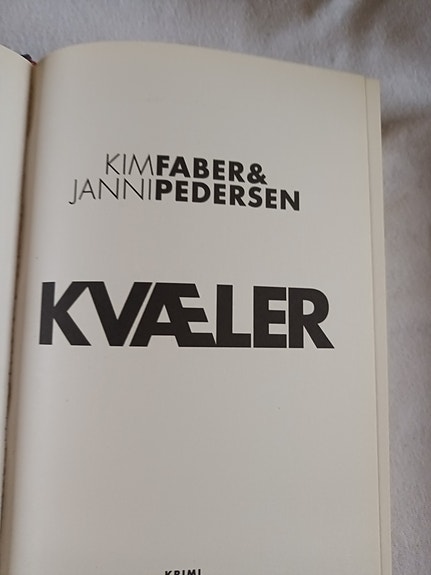 KIMFABER&
JANNIPEDERSEN
KVÆLER
KRIMI